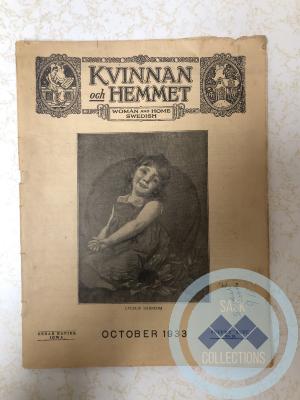 KVINNAN
och HEMMET
WOMAN AND HOME
SWEDISH
CEDAR RAPIDS,
IOWA.
OCTOBER 1933
SASK
COLLECTIONS